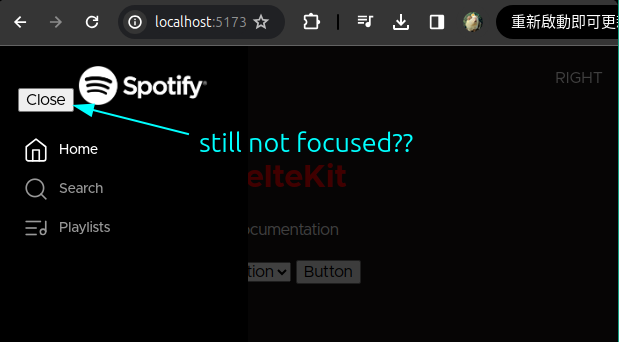 localhost:5173
重新啟動即可更
RIGHT
Spotify
Close
still not focused??
Home
elteKit
Search
ocumentation
Playlists
tion
Button